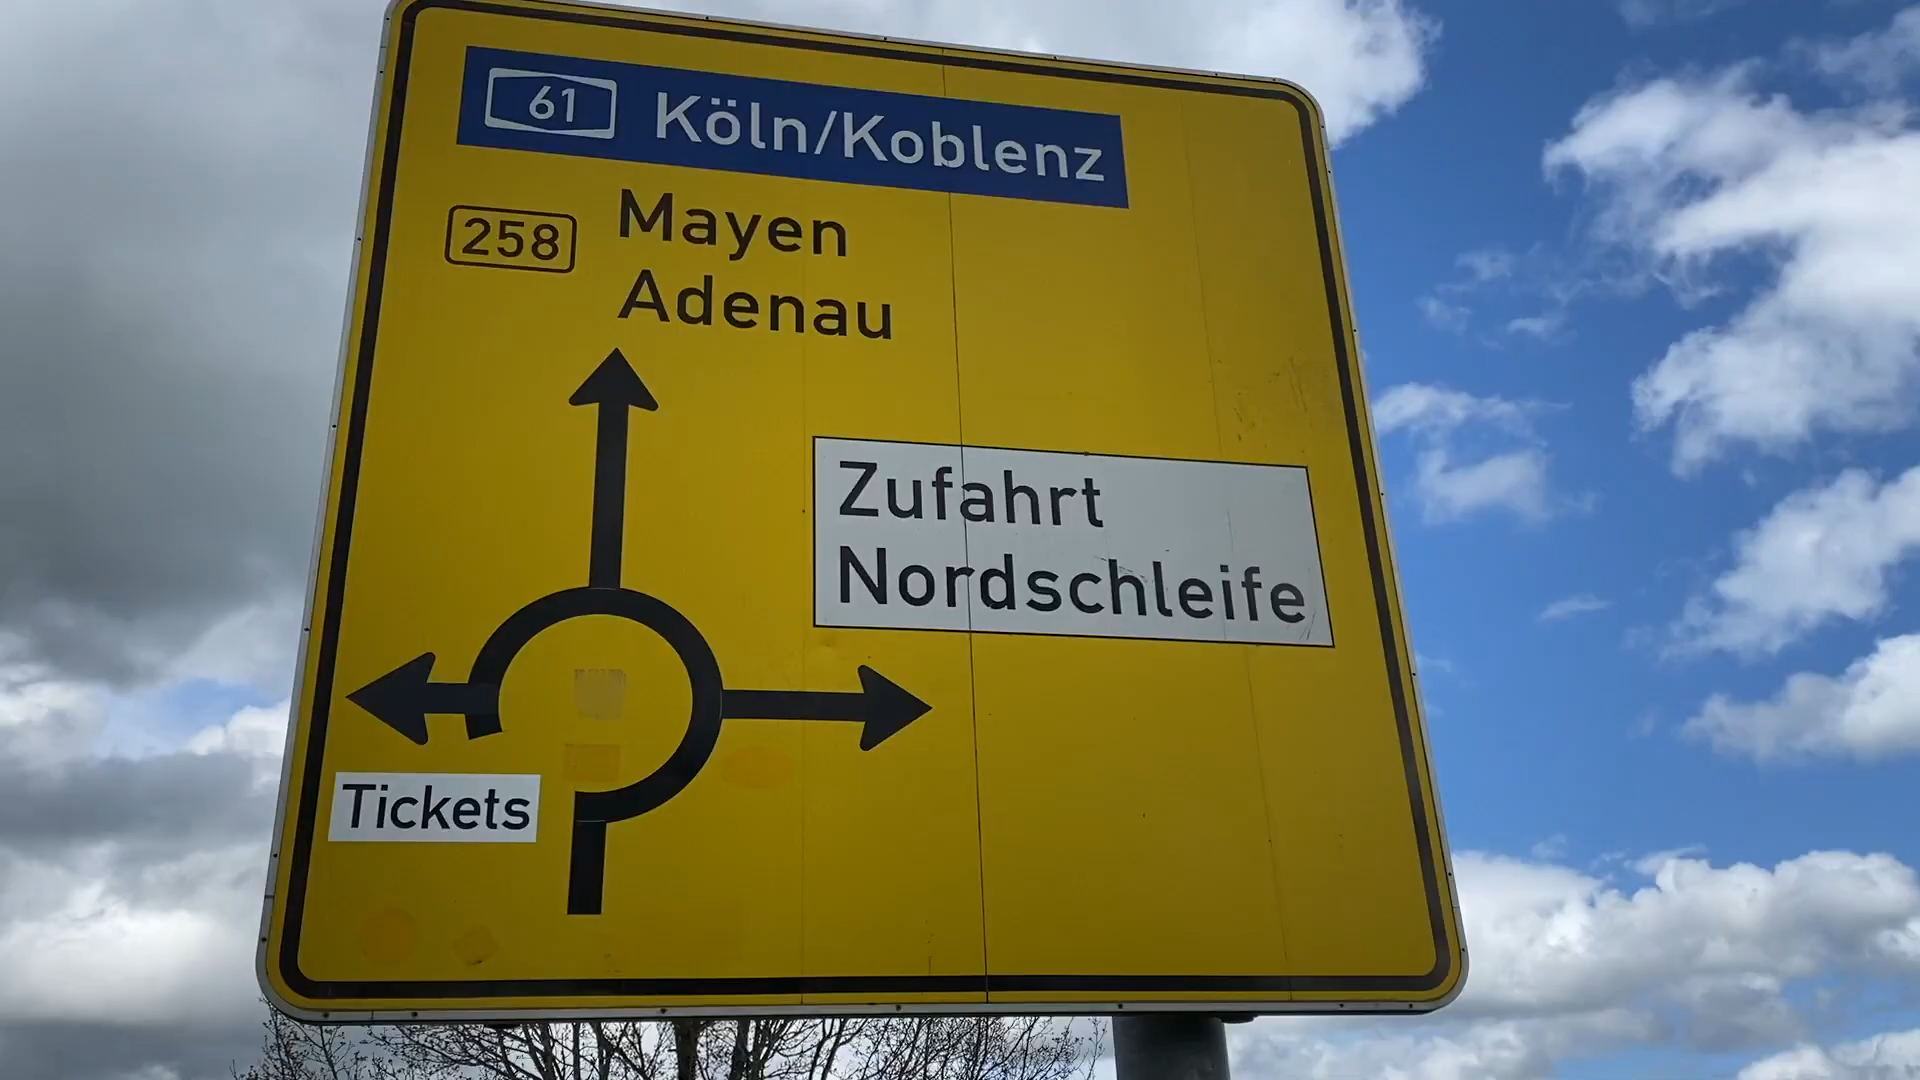 61 Köln/Koblenz
258 Mayen
Adenau
Zufahrt
Nordschleife
Tickets